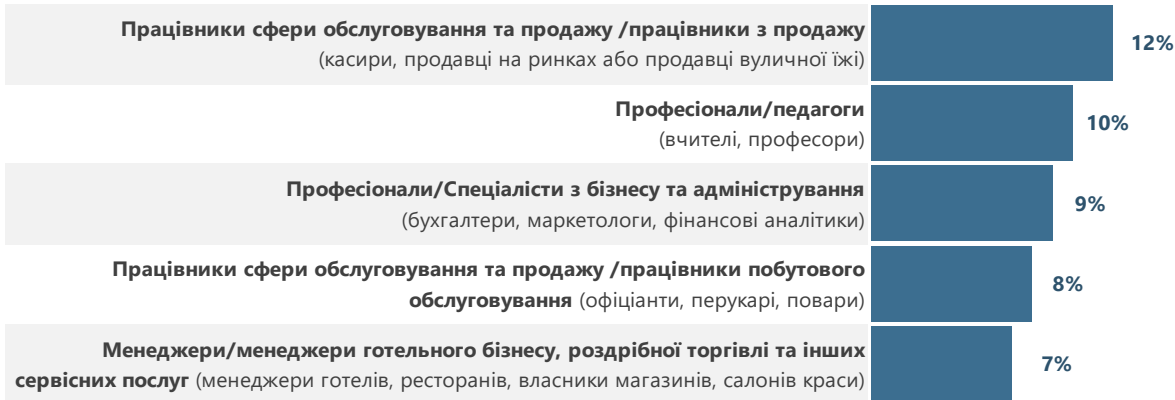 Працівники сфери обслуговування та продажу /працівники з продажу
(касири, продавці на ринках або продавці вуличної їжі)
12%
Професіонали/педагоги
(вчителі, професори)
10%
Професіонали/Спеціалісти з бізнесу та адміністрування
(бухгалтери, маркетологи, фінансові аналітики)
9%
Працівники сфери обслуговування та продажу /працівники побутового
обслуговування (офіціанти, перукарі, повари)
8%
Менеджери/менеджери готельного бізнесу, роздрібної торгівлі та інших
сервісних послуг (менеджери готелів, ресторанів, власники магазинів, салонів краси)
7%